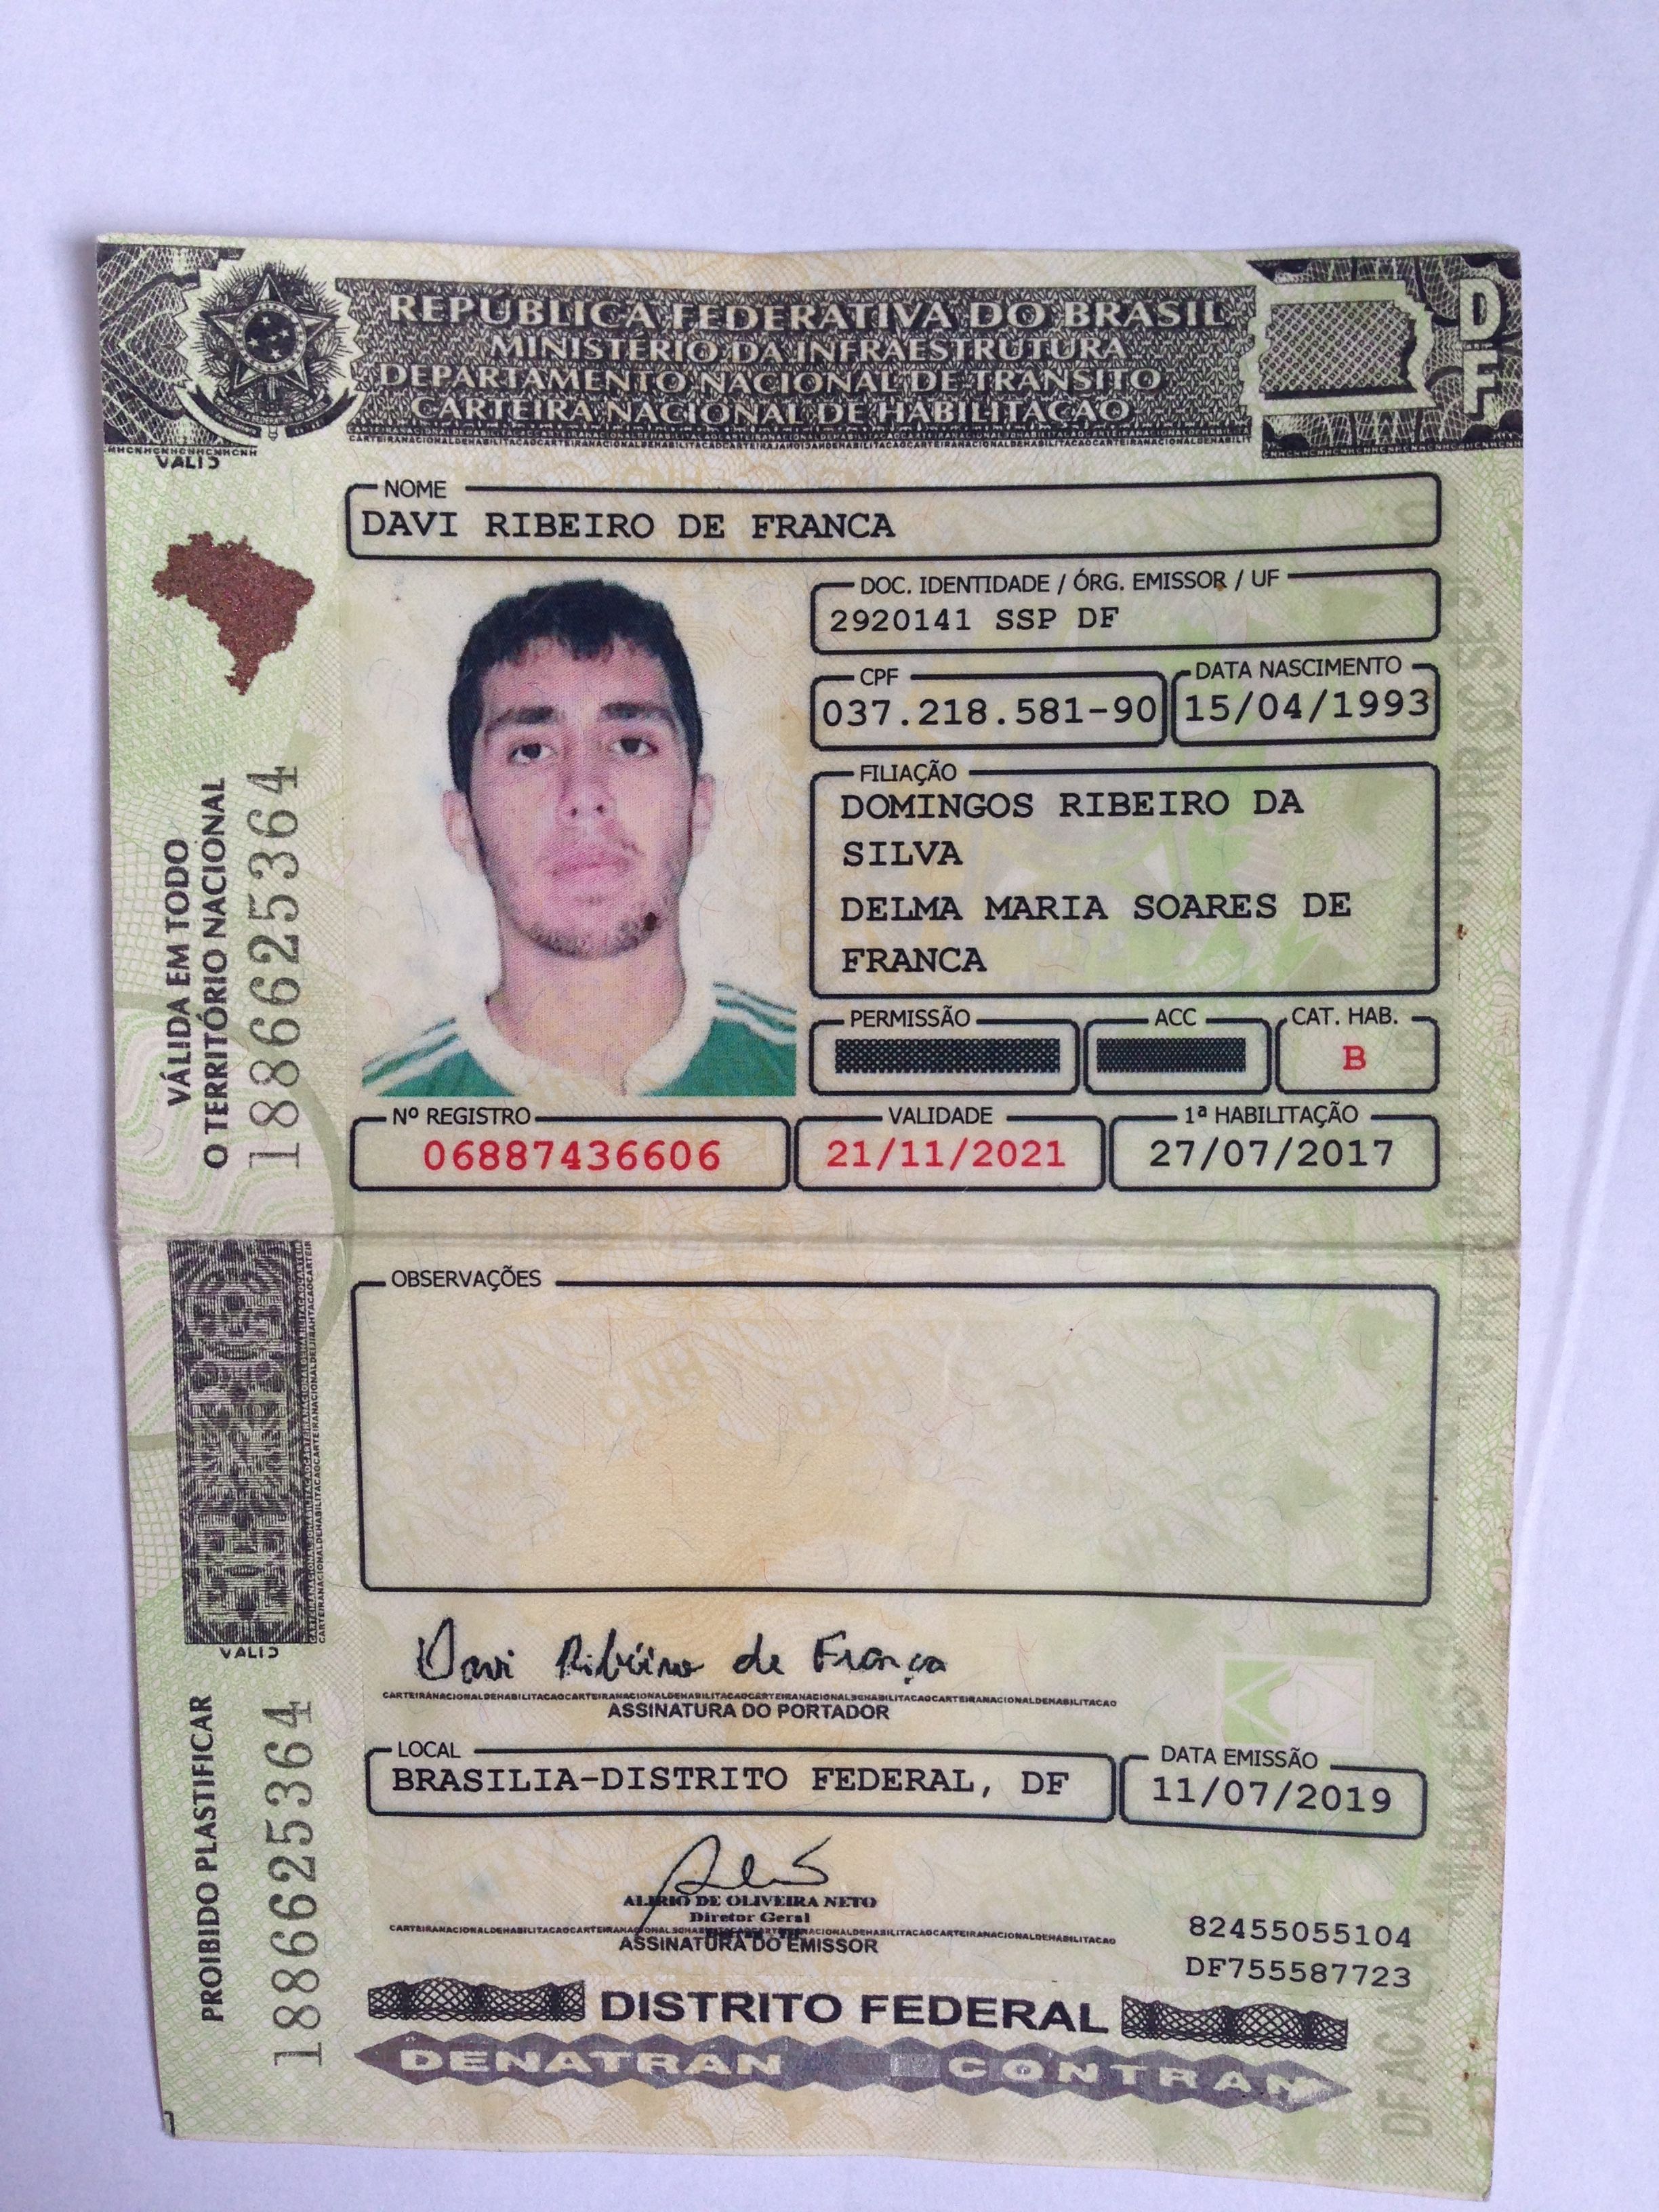 REPÚBLICA FEDERATIVA DO BRASIL
MINISTÉRIO DA INFRAESTRUTURA
DEPARTAMENTO NACIONAL DE TRÂNSITO
CARTEIRA NACIONAL DE HABILITAÇÃO
DF
VÁLIDA EM TODO
O TERRITÓRIO NACIONAL
1886625364
NOME
DAVI RIBEIRO DE FRANCA
DOC. IDENTIDADE / ÓRG. EMISSOR / UF
2920141 SSP DF
CPF
037.218.581-90
DATA NASCIMENTO
15/04/1993
FILIAÇÃO
DOMINGOS RIBEIRO DA
SILVA
DELMA MARIA SOARES DE
FRANCA
PERMISSÃO
ACC
CAT. HAB.
B
Nº REGISTRO
06887436606
VALIDADE
21/11/2021
1ª HABILITAÇÃO
27/07/2017
OBSERVAÇÕES
PROIBIDO PLASTIFICAR
1886625364
Davi Ribeiro de França
ASSINATURA DO PORTADOR
LOCAL
BRASILIA-DISTRITO FEDERAL, DF
DATA EMISSÃO
11/07/2019
ALIRIO DE OLIVEIRA NETO
Diretor Geral
ASSINATURA DO EMISSOR
82455055104
DF755587723
DISTRITO FEDERAL
DENATRAN CONTRAN